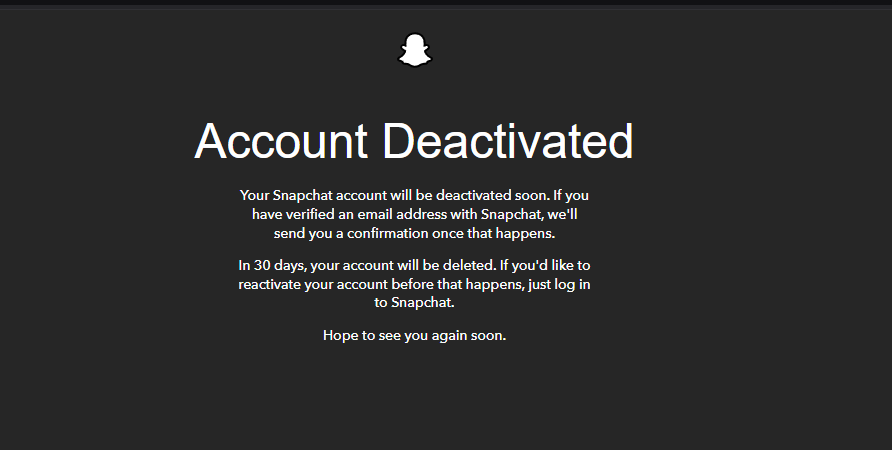 Account Deactivated
Your Snapchat account will be deactivated soon. If you
have verified an email address with Snapchat, we'll
send you a confirmation once that happens.
In 30 days, your account will be deleted. If you'd like to
reactivate your account before that happens, just log in
to Snapchat.
Hope to see you again soon.